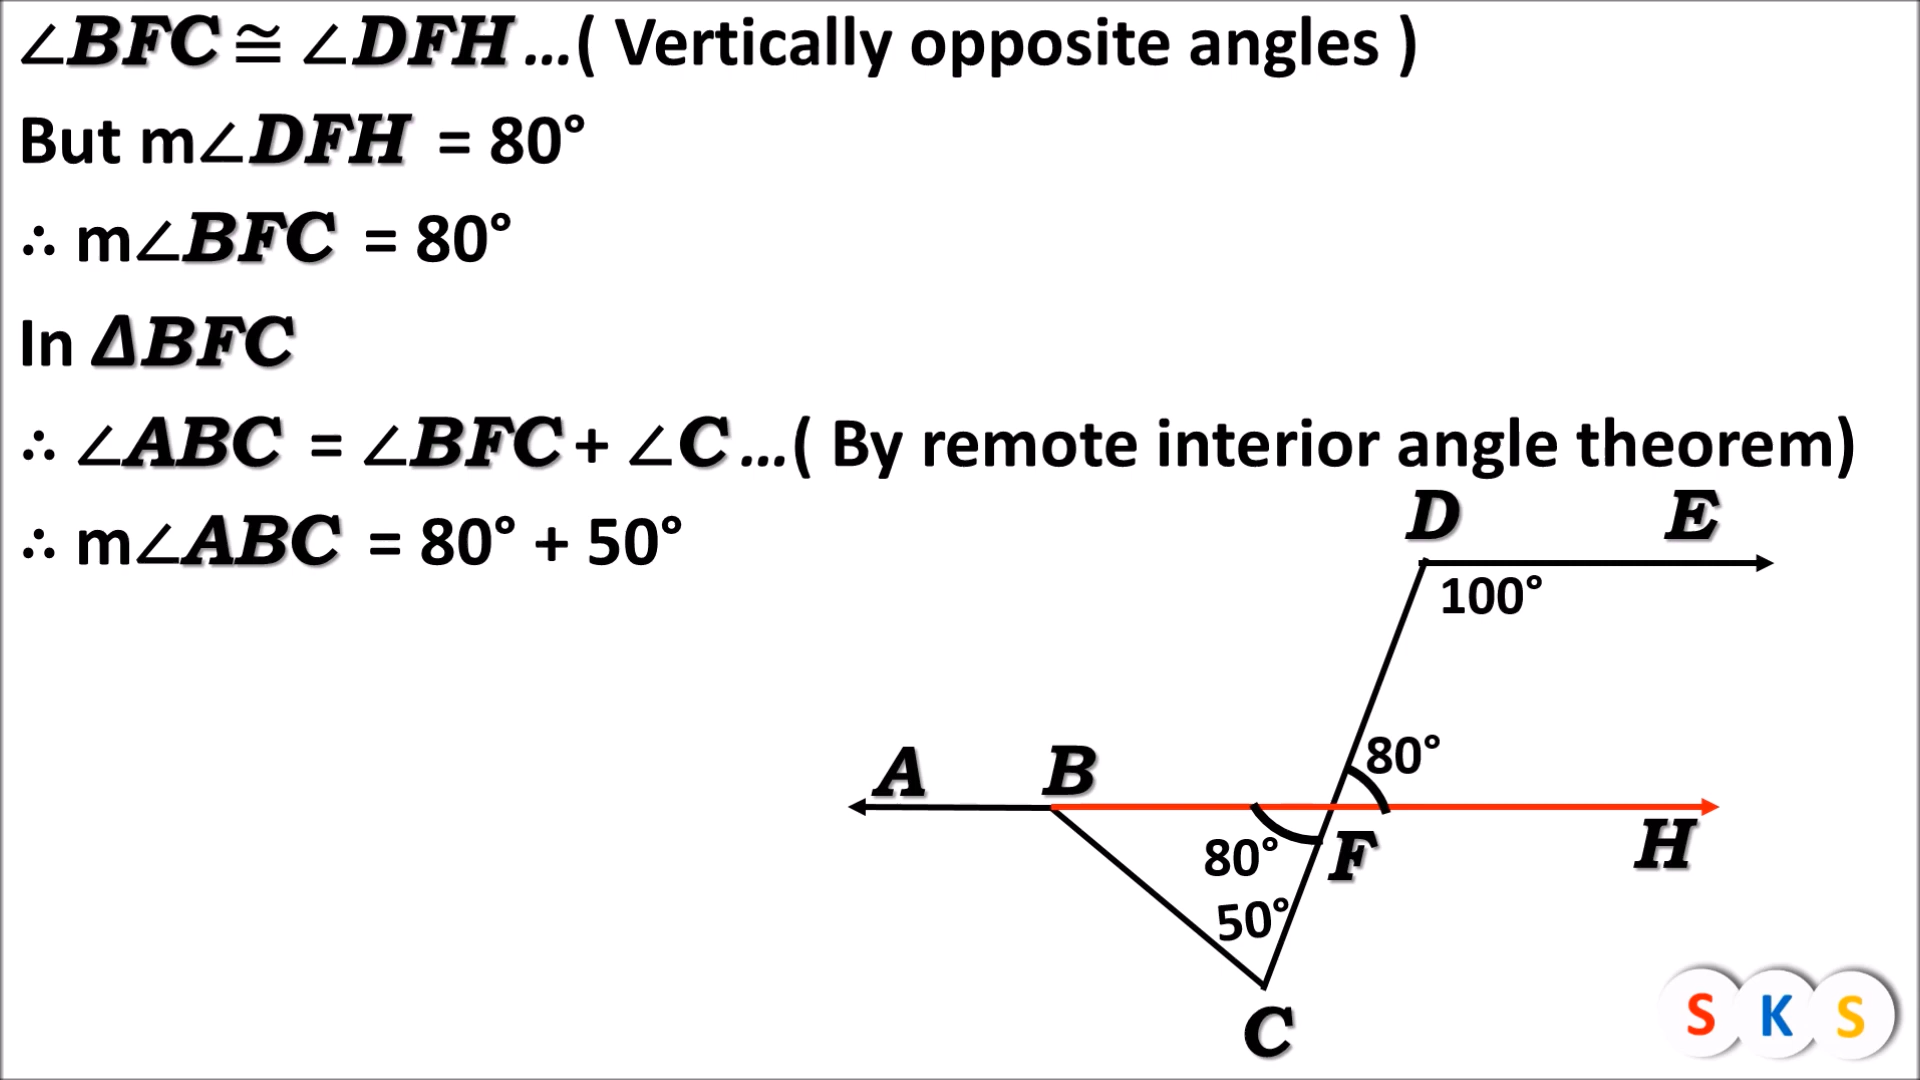 ∠BFC ≅ ∠DFH ...( Vertically opposite angles )
But m∠DFH = 80°
∴ m∠BFC = 80°
In ΔBFC
∴ ∠ABC = ∠BFC + ∠C ...( By remote interior angle theorem)
∴ m∠ABC = 80° + 50°
D E
100°
80°
A B
H
80° F
50°
C
S K S